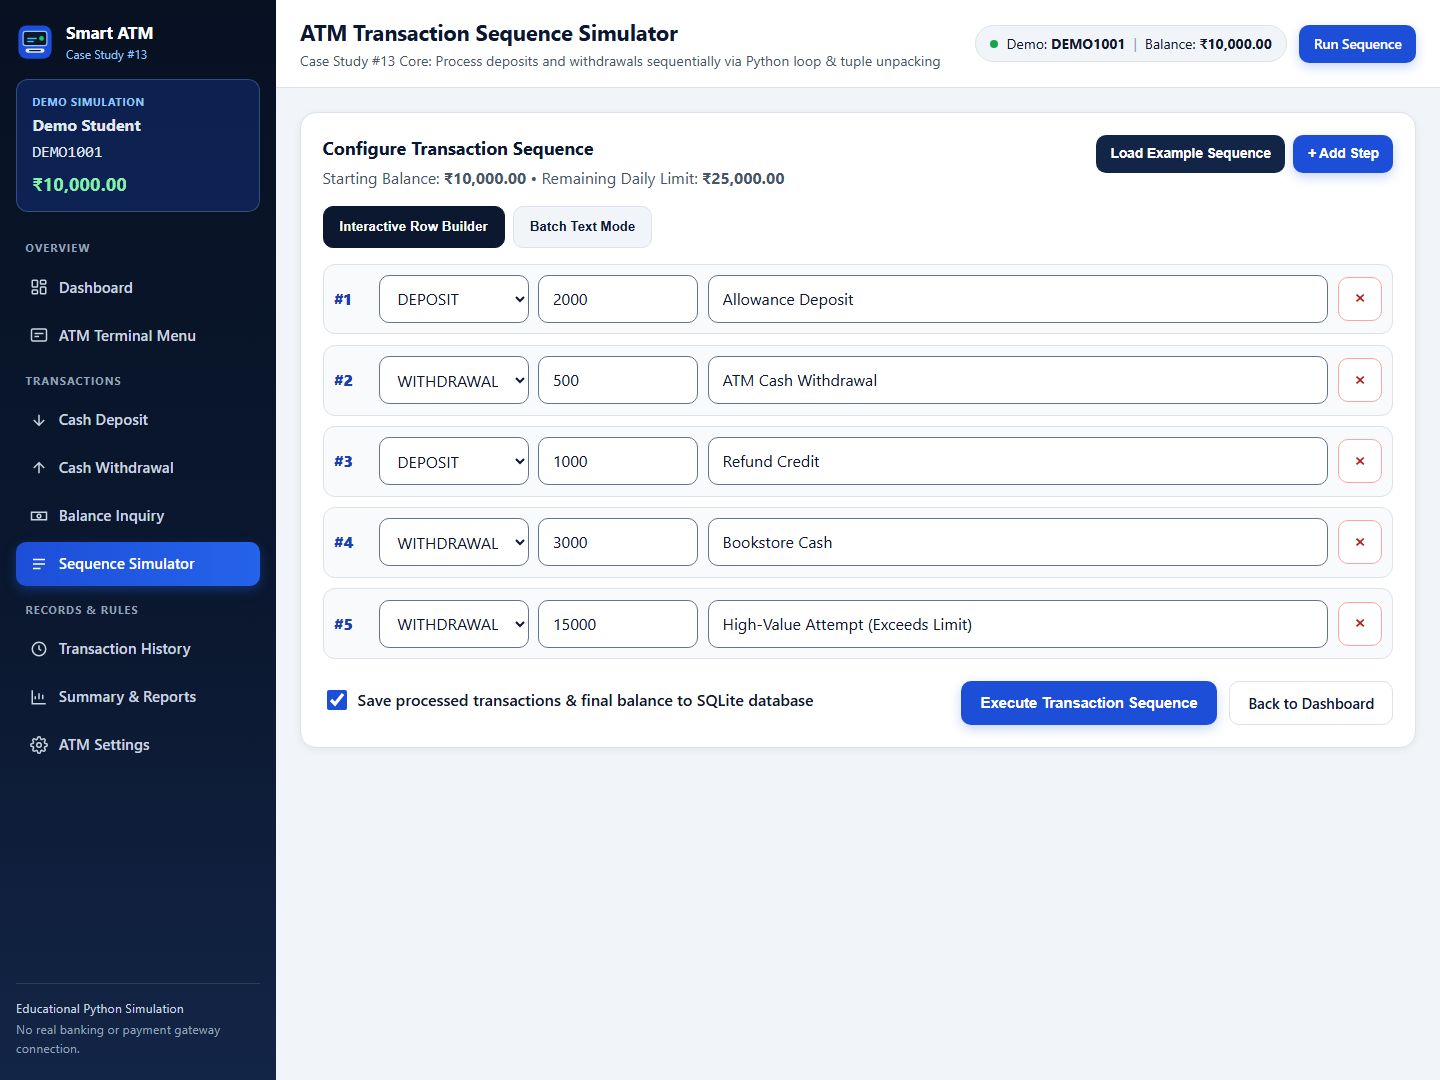 Smart ATM
Case Study #13
DEMO SIMULATION
Demo Student
DEMO1001
₹10,000.00
OVERVIEW
Dashboard
ATM Terminal Menu
TRANSACTIONS
Cash Deposit
Cash Withdrawal
Balance Inquiry
Sequence Simulator
RECORDS & RULES
Transaction History
Summary & Reports
ATM Settings
Educational Python Simulation
No real banking or payment gateway
connection.
ATM Transaction Sequence Simulator
Case Study #13 Core: Process deposits and withdrawals sequentially via Python loop & tuple unpacking
Demo: DEMO1001 | Balance: ₹10,000.00
Run Sequence
Configure Transaction Sequence
Starting Balance: ₹10,000.00 • Remaining Daily Limit: ₹25,000.00
Load Example Sequence
+ Add Step
Interactive Row Builder
Batch Text Mode
#1 DEPOSIT 2000 Allowance Deposit ×
#2 WITHDRAWAL 500 ATM Cash Withdrawal ×
#3 DEPOSIT 1000 Refund Credit ×
#4 WITHDRAWAL 3000 Bookstore Cash ×
#5 WITHDRAWAL 15000 High-Value Attempt (Exceeds Limit) ×
Save processed transactions & final balance to SQLite database
Execute Transaction Sequence
Back to Dashboard